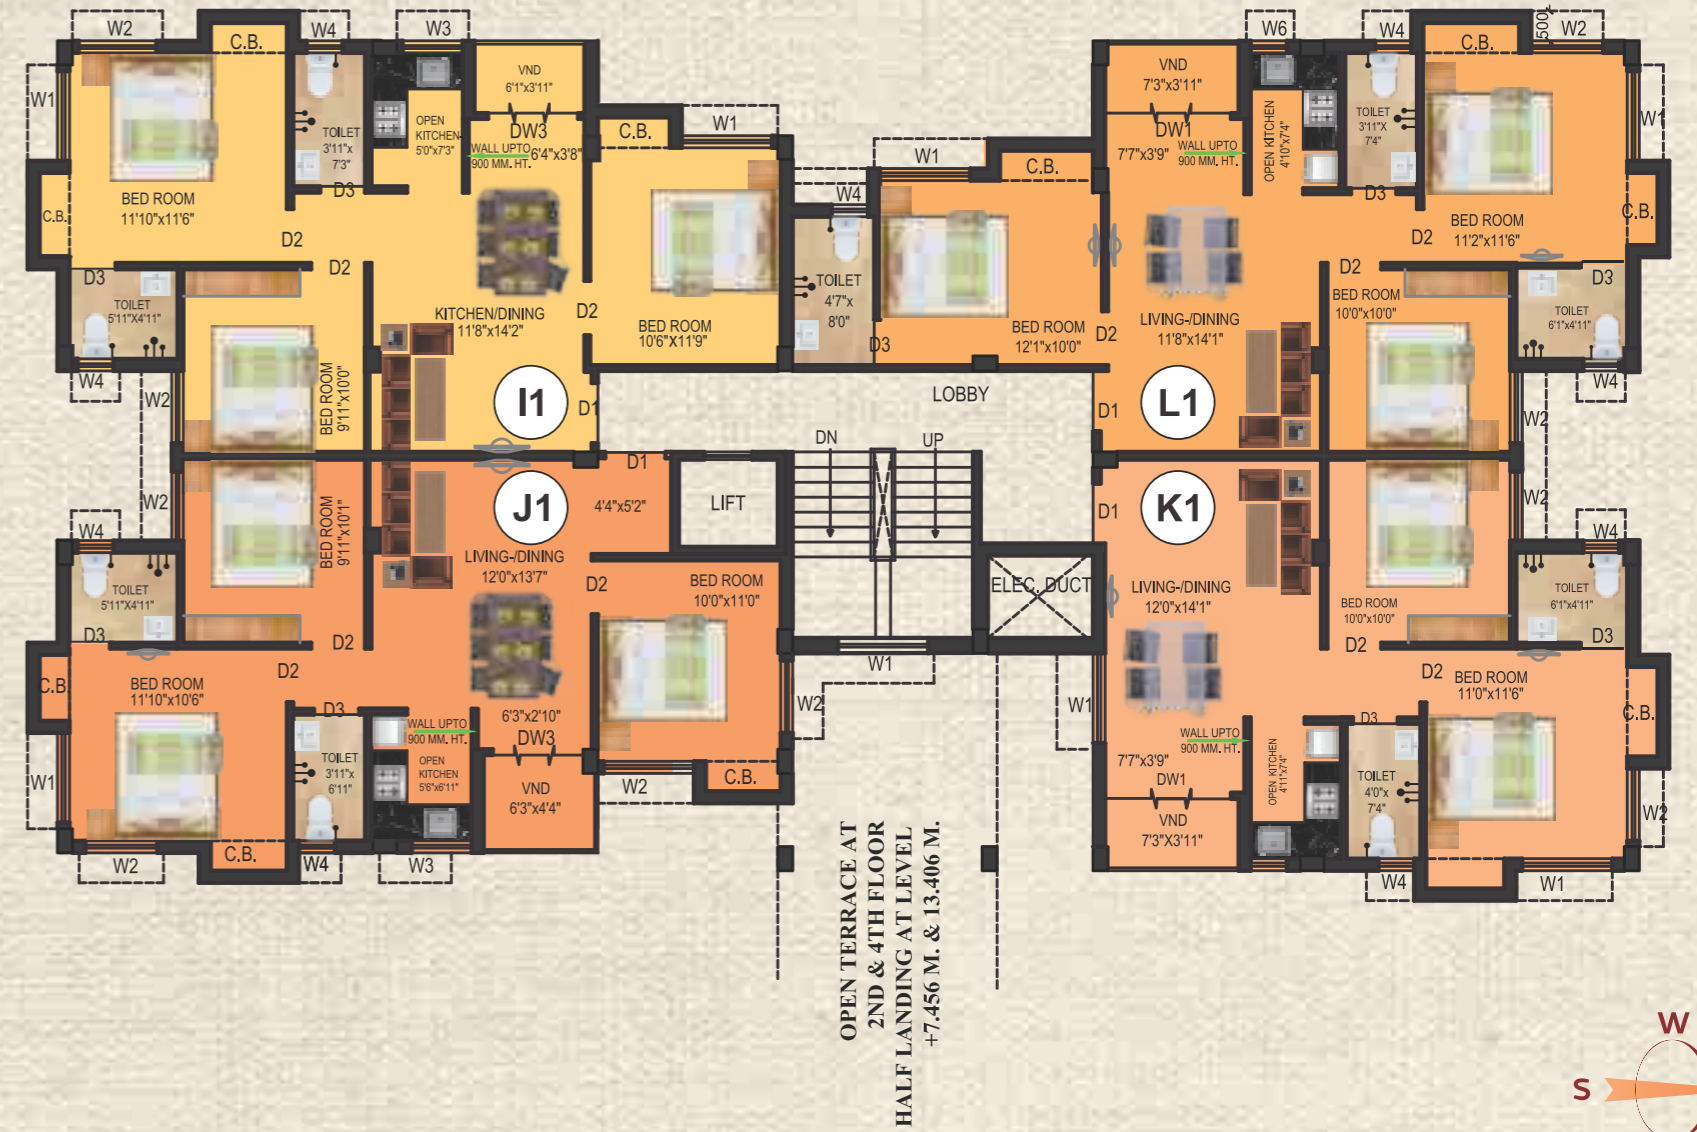 W2
W4
W3
W1
C.B.
C.B.
TOILET
3'11"x
7'3"
D3
BED ROOM
11'10"x11'6"
D2
D3
TOILET
5'11"X4'11"
W4
OPEN
KITCHEN
5'0"x7'3"
VND
6'1"x3'11"
DW3
WALL UPTO
900 MM. HT.
6'4"x3'8"
C.B.
W1
D2
KITCHEN/DINING
11'8"x14'2"
D2
BED ROOM
10'6"X11'9"
BED ROOM
9'11"x10'0"
W2
I1
D1
W6
W4
500
W2
W1
C.B.
C.B.
W1
C.B.
W4
TOILET
4'7"x
8'0"
D3
BED ROOM
12'1"x10'0"
D2
VND
7'3"x3'11"
DW1
7'7"x3'9"
WALL UPTO
900 MM. HT.
OPEN KITCHEN
4'10"x7'4"
TOILET
3'11"X
7'4"
D3
BED ROOM
11'2"x11'6"
D2
D2
D3
BED ROOM
10'0"x10'0"
TOILET
6'1"x4'11"
W4
LIVING-/DINING
11'8"x14'1"
L1
D1
W2
LOBBY
DN
UP
LIFT
ELEC. DUCT
W1
D1
4'4"x5'2"
J1
LIVING-/DINING
12'0"x13'7"
W2
BED ROOM
9'11"x10'1"
W4
TOILET
5'11"X4'11"
D3
D2
D2
D2
BED ROOM
10'0"x11'0"
C.B.
BED ROOM
11'10"x10'6"
D3
W1
W2
C.B.
TOILET
3'11"x
6'11"
W4
WALL UPTO
900 MM. HT.
OPEN
KITCHEN
5'6"x6'11"
W3
6'3"x2'10"
DW3
VND
6'3"x4'4"
W2
C.B.
W2
K1
D1
LIVING-/DINING
12'0"x14'1"
W2
BED ROOM
10'0"x10'0"
W4
TOILET
6'1"x4'11"
D3
D2
D2
BED ROOM
11'0"x11'6"
C.B.
W1
7'7"x3'9"
DW1
VND
7'3"X3'11"
WALL UPTO
900 MM. HT.
OPEN KITCHEN
4'11"x7'4"
D3
TOILET
4'0"x
7'4"
W4
W1
W2
OPEN TERRACE AT
2ND & 4TH FLOOR
HALF LANDING AT LEVEL
+7.456 M. & 13.406 M.
W
S